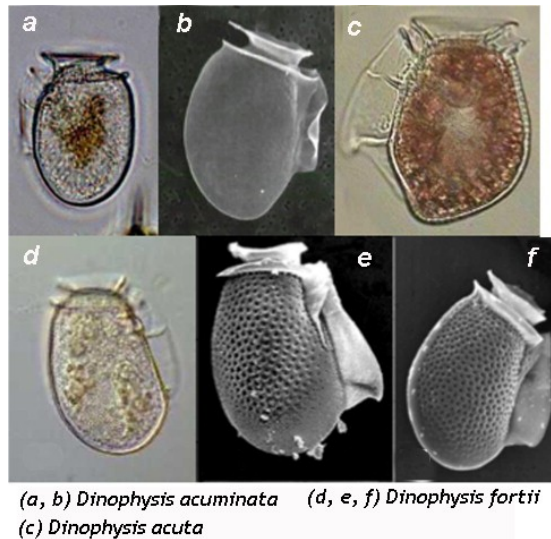 a b c
d e f
(a, b) Dinophysis acuminata (d, e, f) Dinophysis fortii
(c) Dinophysis acuta